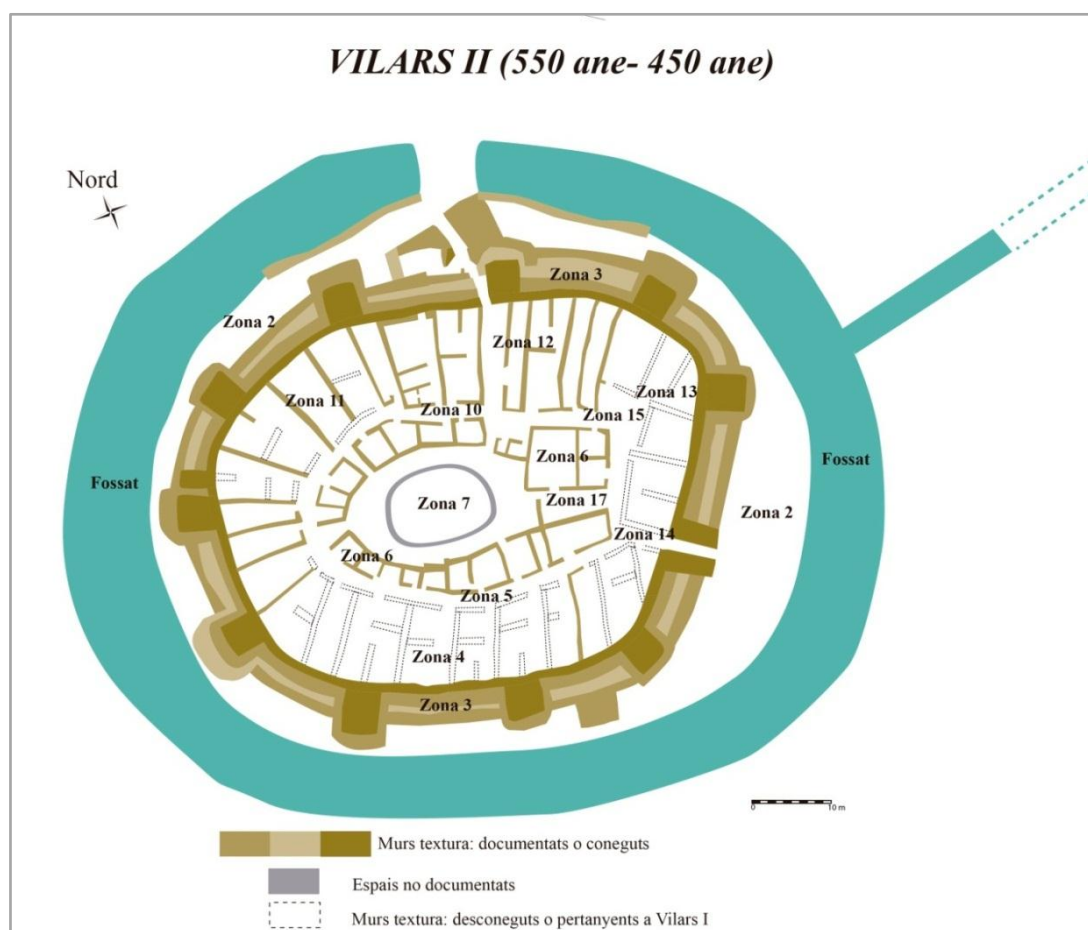 VILARS II (550 ane- 450 ane)
Nord
Zona 3
Zona 2
Zona 12
Zona 13
Zona 11
Zona 10
Zona 15
Zona 6
Fossat
Fossat
Zona 7
Zona 17
Zona 2
Zona 14
Zona 6
Zona 5
Zona 4
Zona 3
0 10 m
Murs textura: documentats o coneguts
Espais no documentats
Murs textura: desconeguts o pertanyents a Vilars I